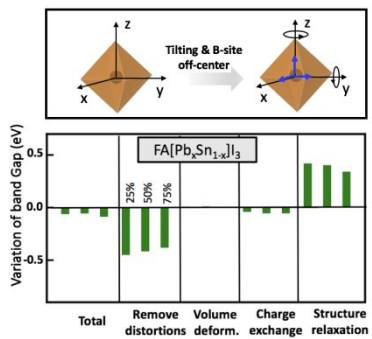 z
z
Tilting & B-site
off-center
x
y
x
y
FA[PbₓSn₁₋ₓ]I₃
Variation of band Gap (eV)
0.5
0.0
-0.5
25%
50%
75%
Total
Remove
distortions
Volume
deform.
Charge
exchange
Structure
relaxation